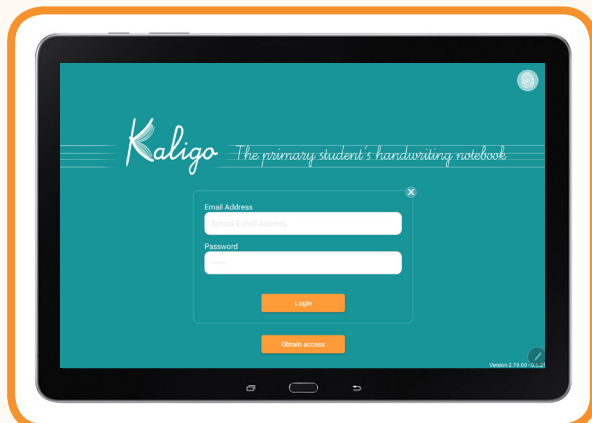 Kaligo The primary student's handwriting notebook
Email Address
School Email Address
Password
Login
Obtain access